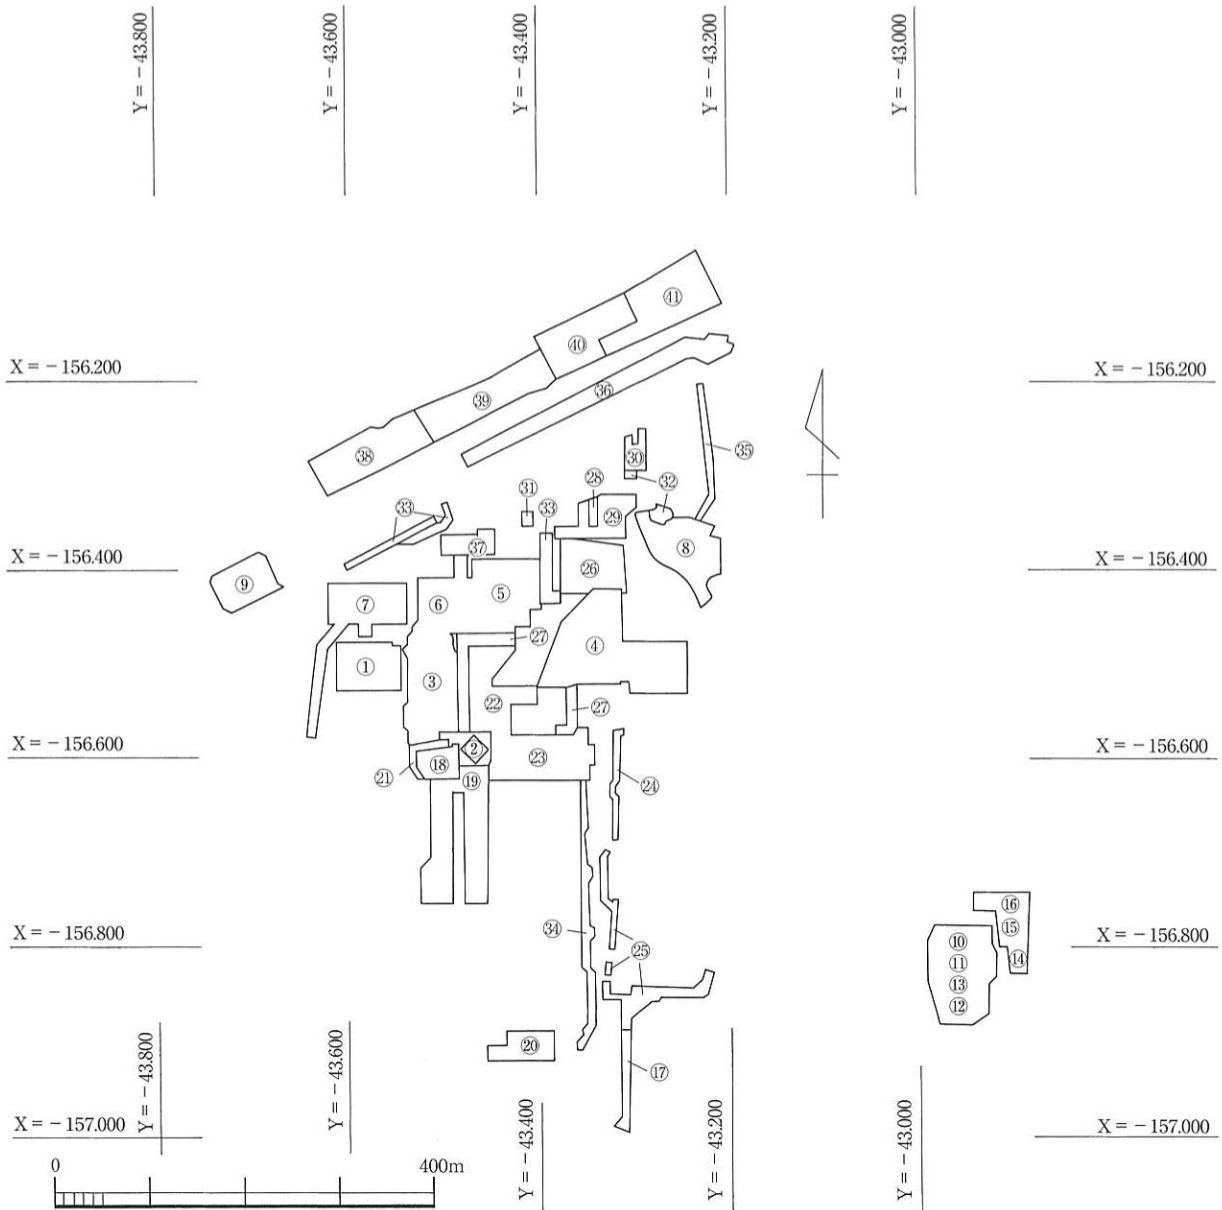 Y = − 43.800
Y = − 43.600
Y = − 43.400
Y = − 43.200
Y = − 43.000
㊶
㊵
X = − 156.200
X = − 156.200
㊴
㊱
㊳
㉟
㉚
㉜
㉘
㉛
㉝
㉝
㉙
㊲
⑧
X = − 156.400
X = − 156.400
⑨
㉖
⑦
⑥
⑤
㉗
④
①
③
㉒
㉗
X = − 156.600
X = − 156.600
②
㉓
⑱
㉑
⑲
㉔
⑯
⑮
X = − 156.800
X = − 156.800
㉞
㉕
⑩
⑭
⑪
⑬
⑫
⑳
⑰
Y = − 43.800
Y = − 43.600
Y = − 43.400
Y = − 43.200
Y = − 43.000
X = − 157.000
X = − 157.000
0
400m